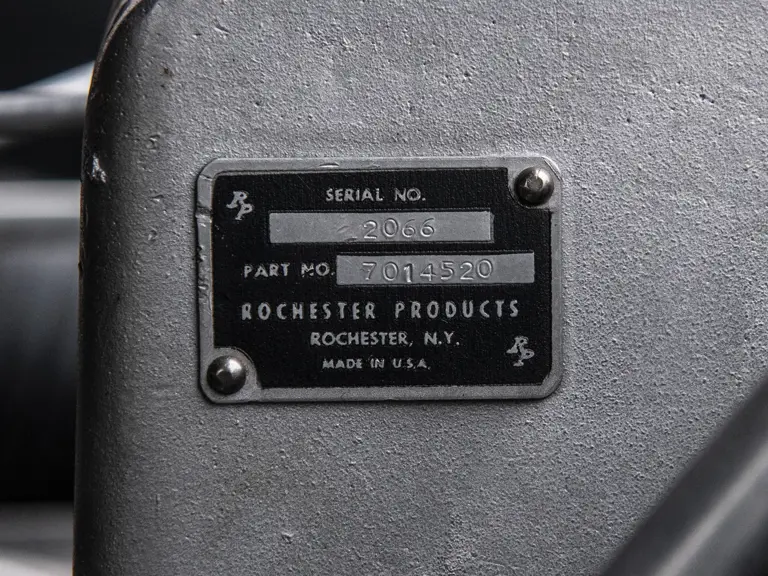 RP
SERIAL NO.
2066
PART NO. 7014520
ROCHESTER PRODUCTS
ROCHESTER, N.Y.
MADE IN U.S.A.
RP